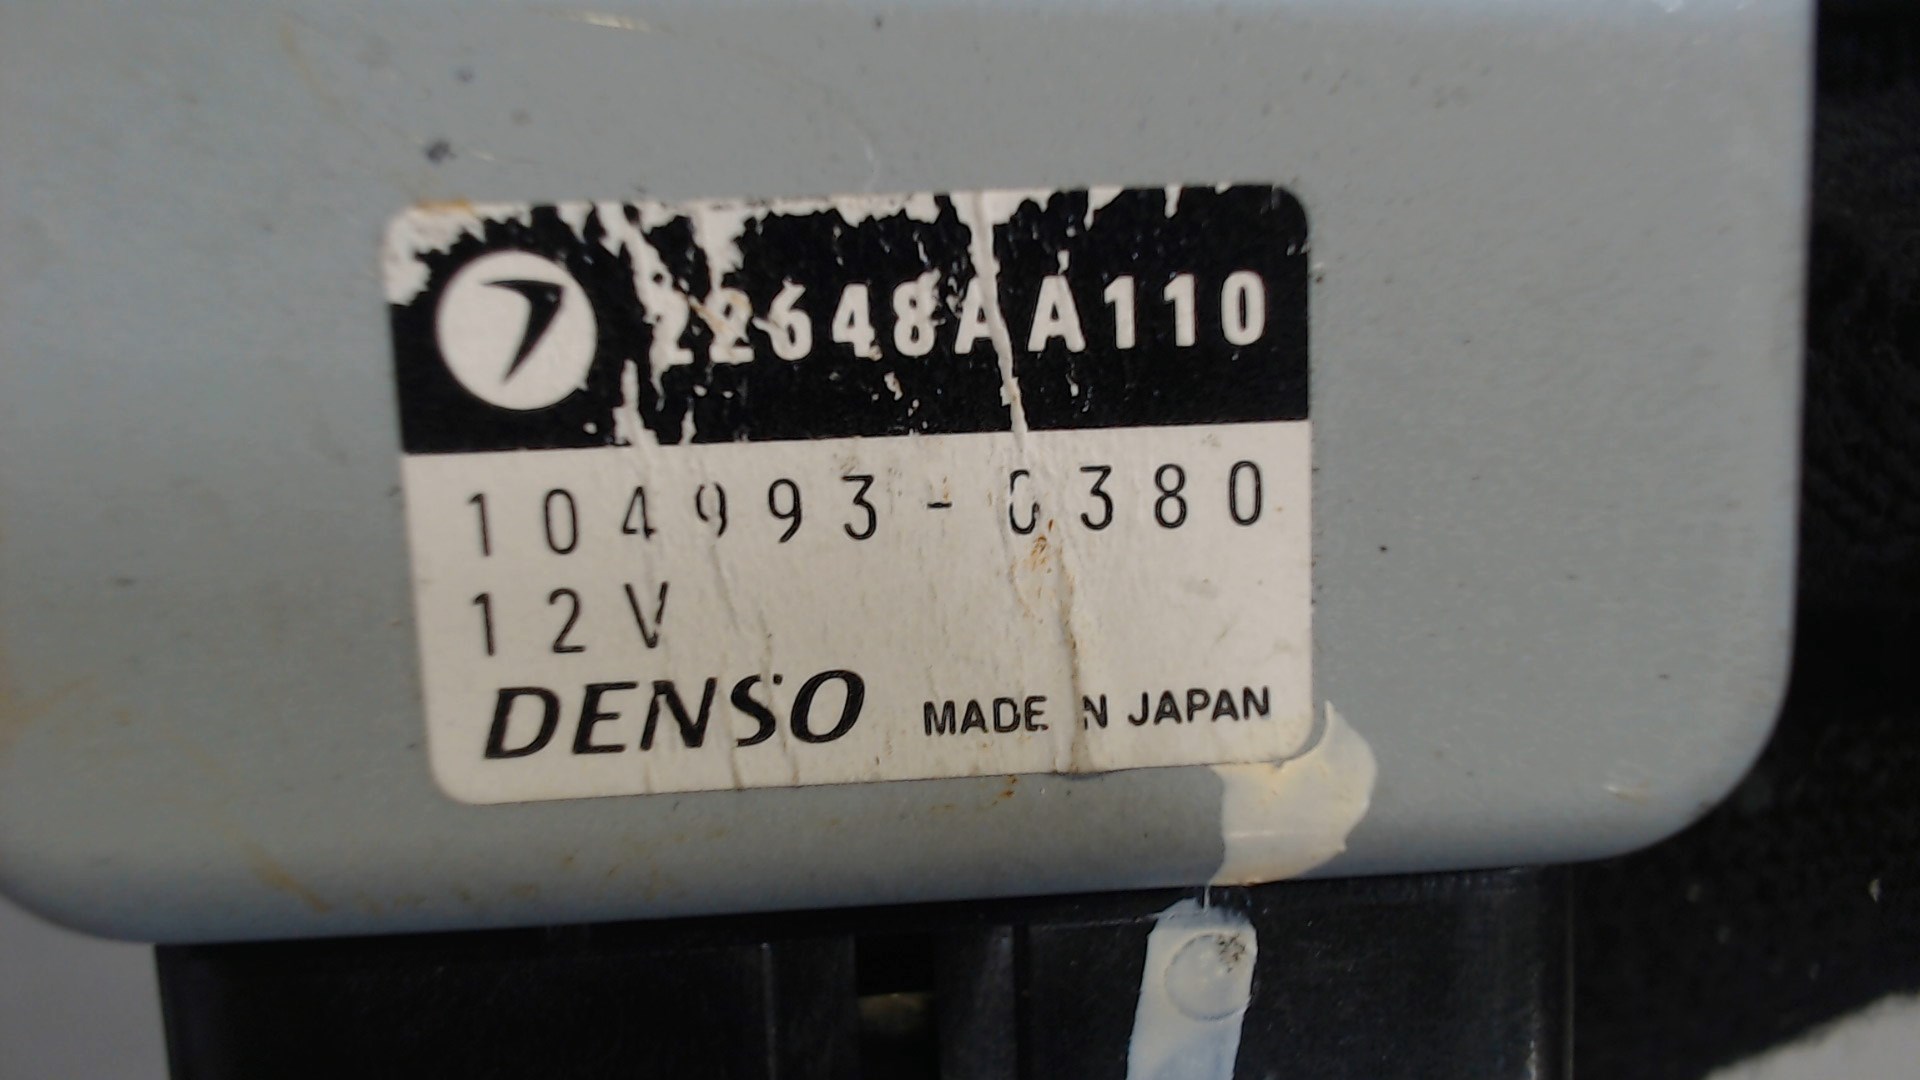 22648AA110
104993-0380
12V
DENSO MADE IN JAPAN